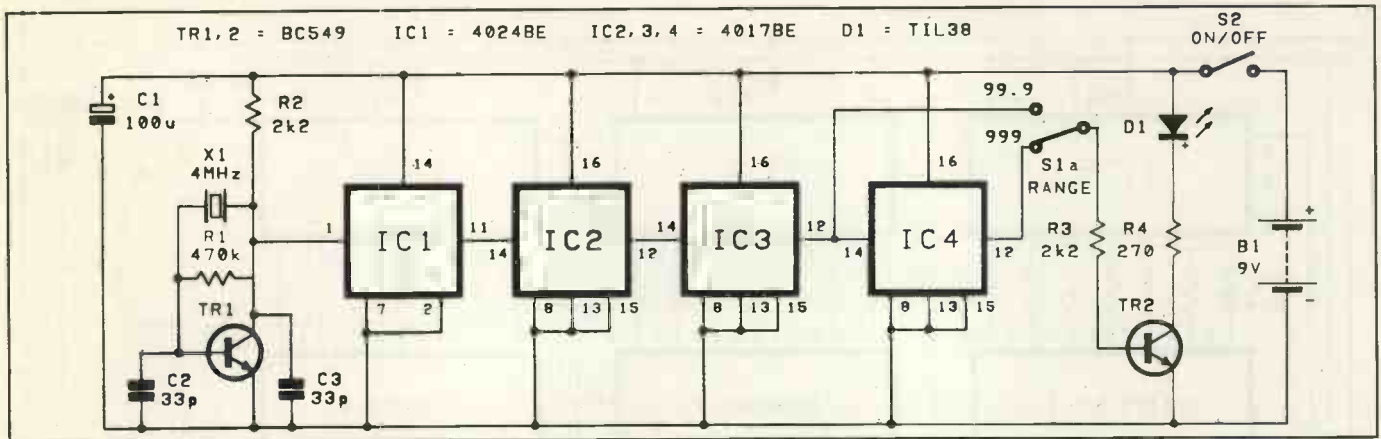 TR1,2 = BC549 IC1 = 4024BE IC2,3,4 = 4017BE D1 = TIL38
S2
ON/OFF
C1
100u
+
R2
2k2
X1
4MHz
R1
470k
TR1
C2
33p
C3
33p
14
1
IC1
11
7
2
16
14
IC2
12
8
13
15
16
14
IC3
12
8
13
15
16
14
IC4
12
8
13
15
99.9
999
S1a
RANGE
R3
2k2
D1
+
R4
270
TR2
B1
9V
+
-